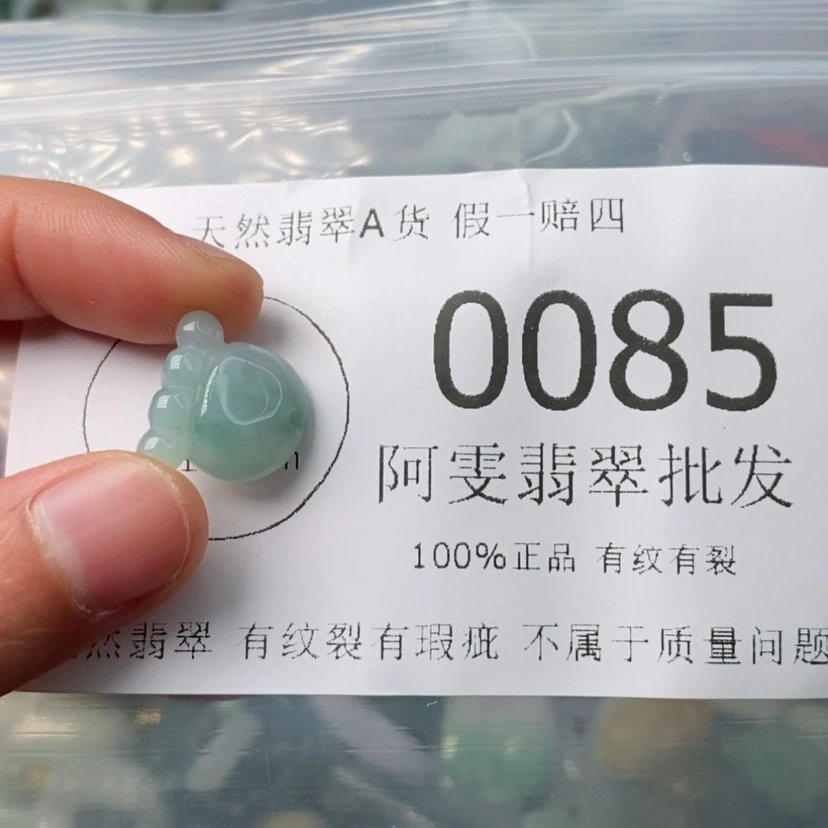 天然翡翠A货 假一赔四
0085
阿雯翡翠批发
100%正品 有纹有裂
然翡翠 有纹裂有瑕疵 不属于质量问题